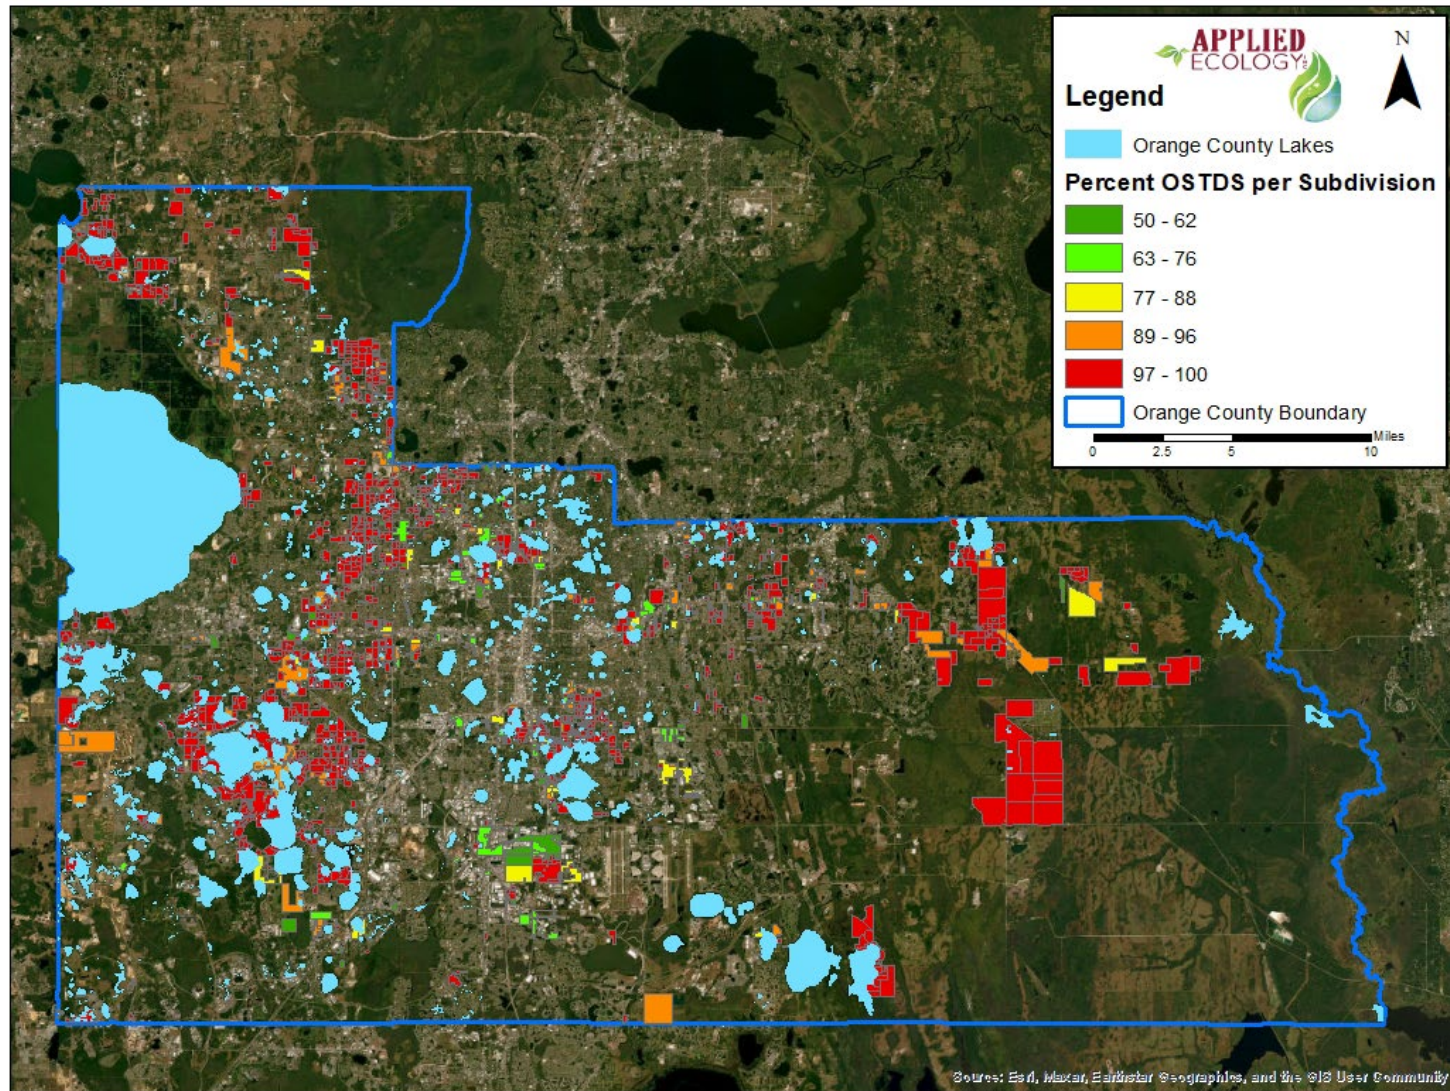 APPLIED
ECOLOGY
N
Legend
Orange County Lakes
Percent OSTDS per Subdivision
50 - 62
63 - 76
77 - 88
89 - 96
97 - 100
Orange County Boundary
Miles
0 2.5 5 10
Source: Esri, Maxar, Earthstar Geographics, and the GIS User Community